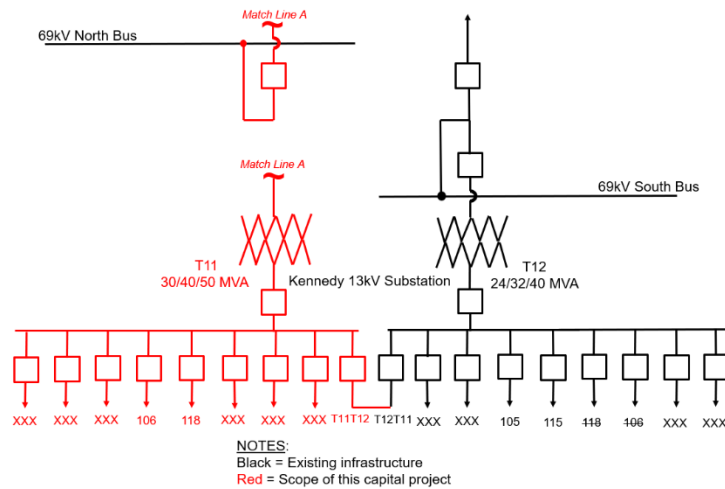 Match Line A
69kV North Bus
Match Line A
69kV South Bus
T11
30/40/50 MVA
Kennedy 13kV Substation
T12
24/32/40 MVA
XXX XXX XXX 106 118 XXX XXX XXX T11T12 T12T11 XXX XXX 105 115 118 106 XXX XXX
NOTES:
Black = Existing infrastructure
Red = Scope of this capital project